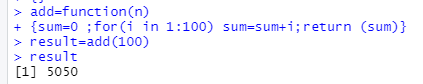 > add=function(n)
+ {sum=0 ;for(i in 1:100) sum=sum+i;return (sum)}
> result=add(100)
> result
[1] 5050